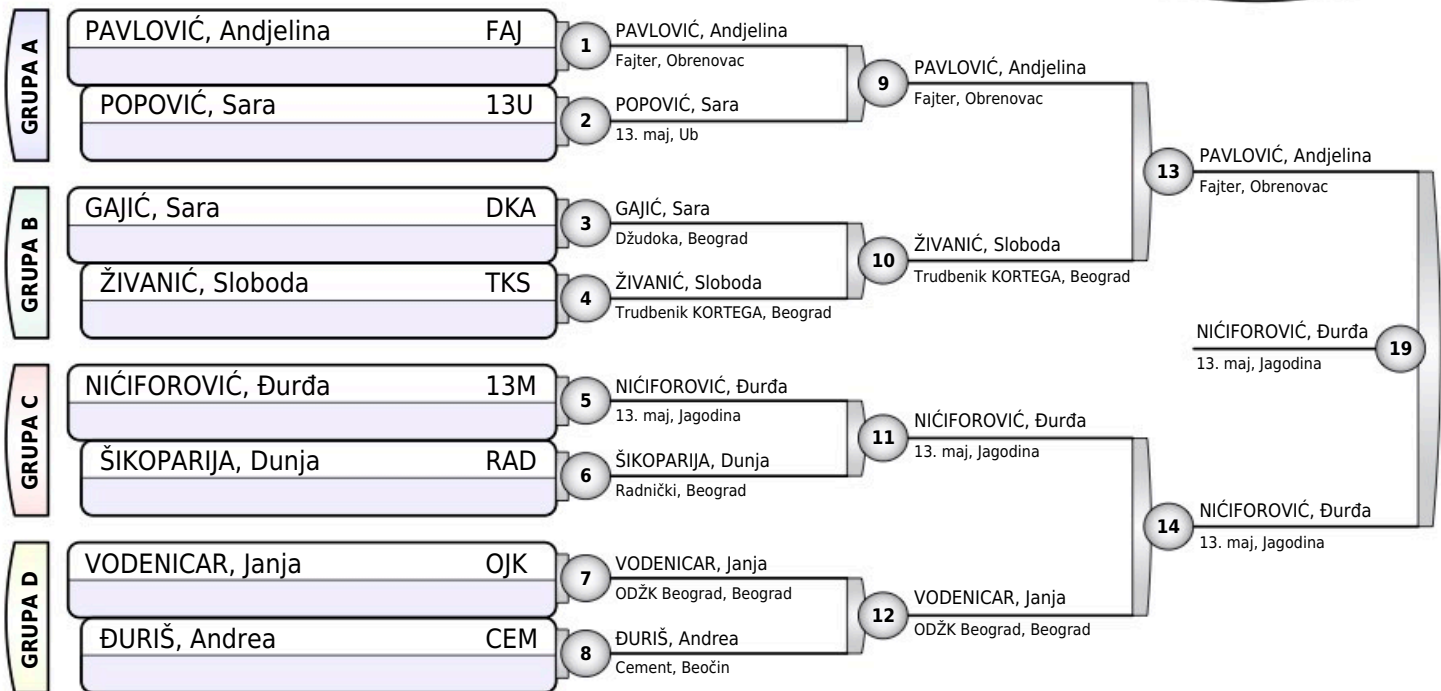 GRUPA A
PAVLOVIĆ, Andjelina FAJ
POPOVIĆ, Sara 13U
1
PAVLOVIĆ, Andjelina
Fajter, Obrenovac
2
POPOVIĆ, Sara
13. maj, Ub
9
PAVLOVIĆ, Andjelina
Fajter, Obrenovac
GRUPA B
GAJIĆ, Sara DKA
ŽIVANIĆ, Sloboda TKS
3
GAJIĆ, Sara
Džudoka, Beograd
4
ŽIVANIĆ, Sloboda
Trudbenik KORTEGA, Beograd
10
ŽIVANIĆ, Sloboda
Trudbenik KORTEGA, Beograd
13
PAVLOVIĆ, Andjelina
Fajter, Obrenovac
GRUPA C
NIĆIFOROVIĆ, Đurđa 13M
ŠIKOPARIJA, Dunja RAD
5
NIĆIFOROVIĆ, Đurđa
13. maj, Jagodina
6
ŠIKOPARIJA, Dunja
Radnički, Beograd
11
NIĆIFOROVIĆ, Đurđa
13. maj, Jagodina
GRUPA D
VODENICAR, Janja OJK
ĐURIŠ, Andrea CEM
7
VODENICAR, Janja
ODŽK Beograd, Beograd
8
ĐURIŠ, Andrea
Cement, Beočin
12
VODENICAR, Janja
ODŽK Beograd, Beograd
14
NIĆIFOROVIĆ, Đurđa
13. maj, Jagodina
NIĆIFOROVIĆ, Đurđa
13. maj, Jagodina
19